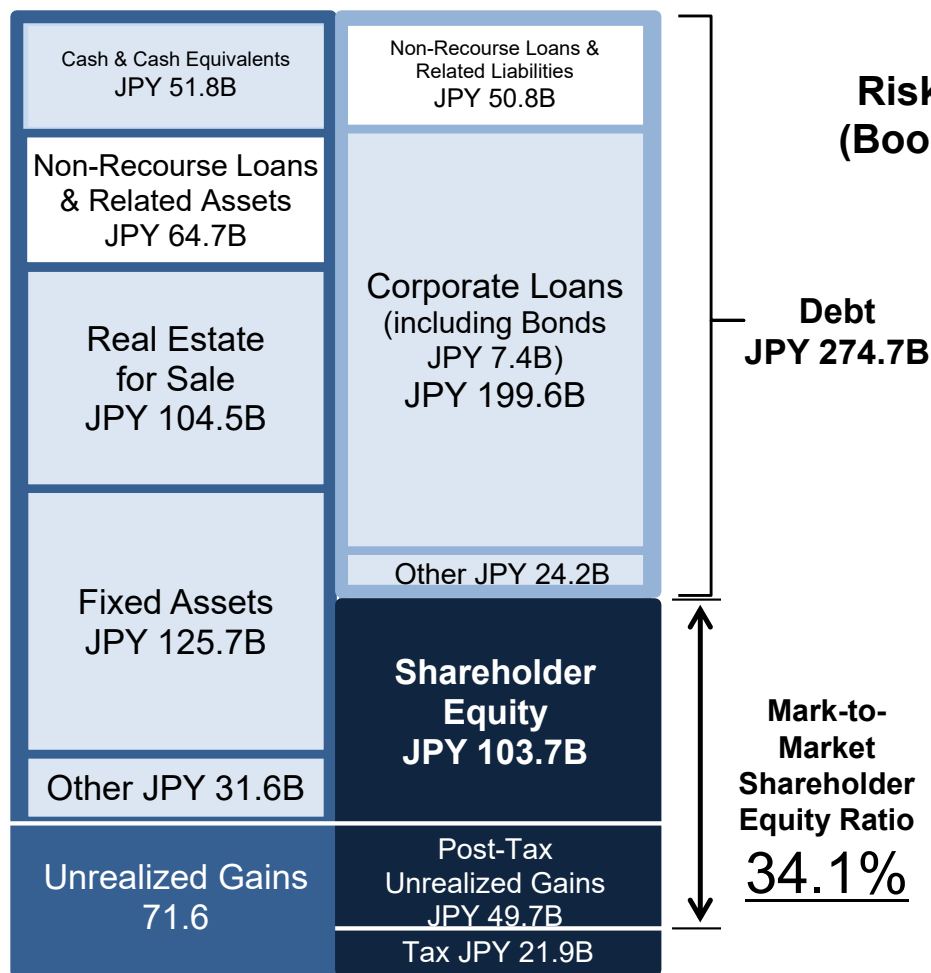 Cash & Cash Equivalents
JPY 51.8B
Non-Recourse Loans
& Related Assets
JPY 64.7B
Real Estate
for Sale
JPY 104.5B
Fixed Assets
JPY 125.7B
Other JPY 31.6B
Unrealized Gains
71.6
Non-Recourse Loans &
Related Liabilities
JPY 50.8B
Corporate Loans
(including Bonds
JPY 7.4B)
JPY 199.6B
Other JPY 24.2B
Shareholder
Equity
JPY 103.7B
Post-Tax
Unrealized Gains
JPY 49.7B
Tax JPY 21.9B
Risk
(Boo
Debt
JPY 274.7B
Mark-to-
Market
Shareholder
Equity Ratio
34.1%